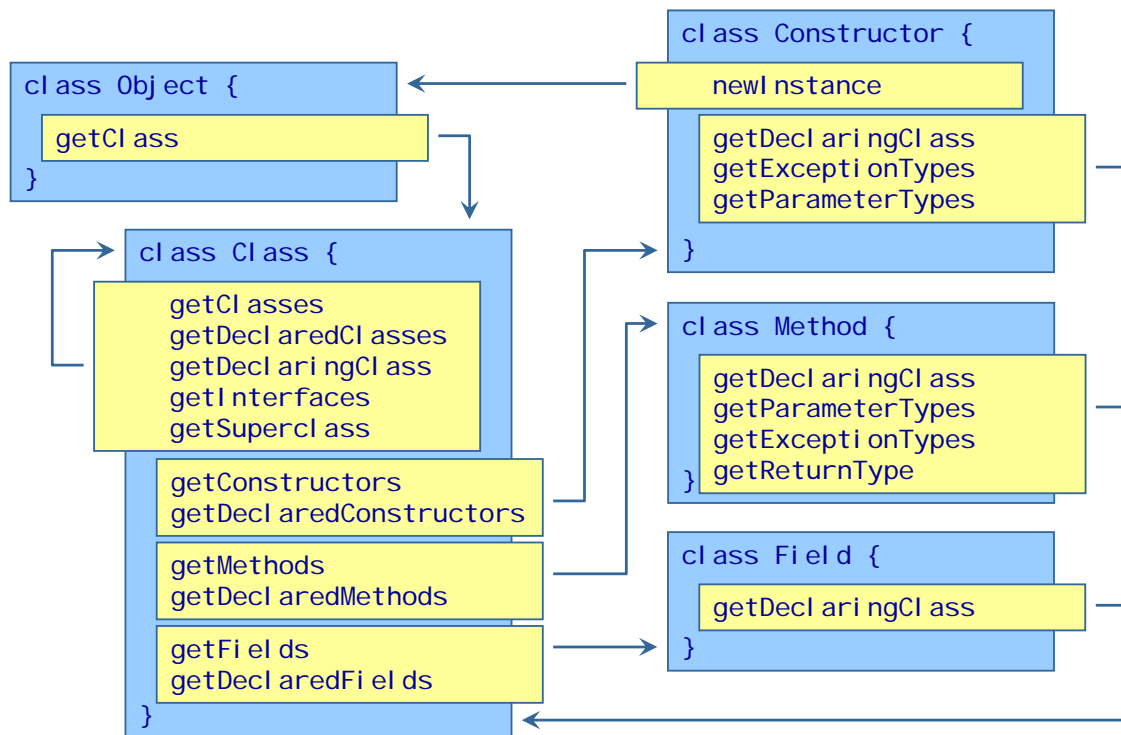 class Object {
getClass
}
class Class {
getClasses
getDeclaredClasses
getDeclaringClass
getInterfaces
getSuperclass
getConstructors
getDeclaredConstructors
getMethods
getDeclaredMethods
getFields
getDeclaredFields
}
class Constructor {
newInstance
getDeclaringClass
getExceptionTypes
getParameterTypes
}
class Method {
getDeclaringClass
getParameterTypes
getExceptionTypes
getReturnType
}
class Field {
getDeclaringClass
}